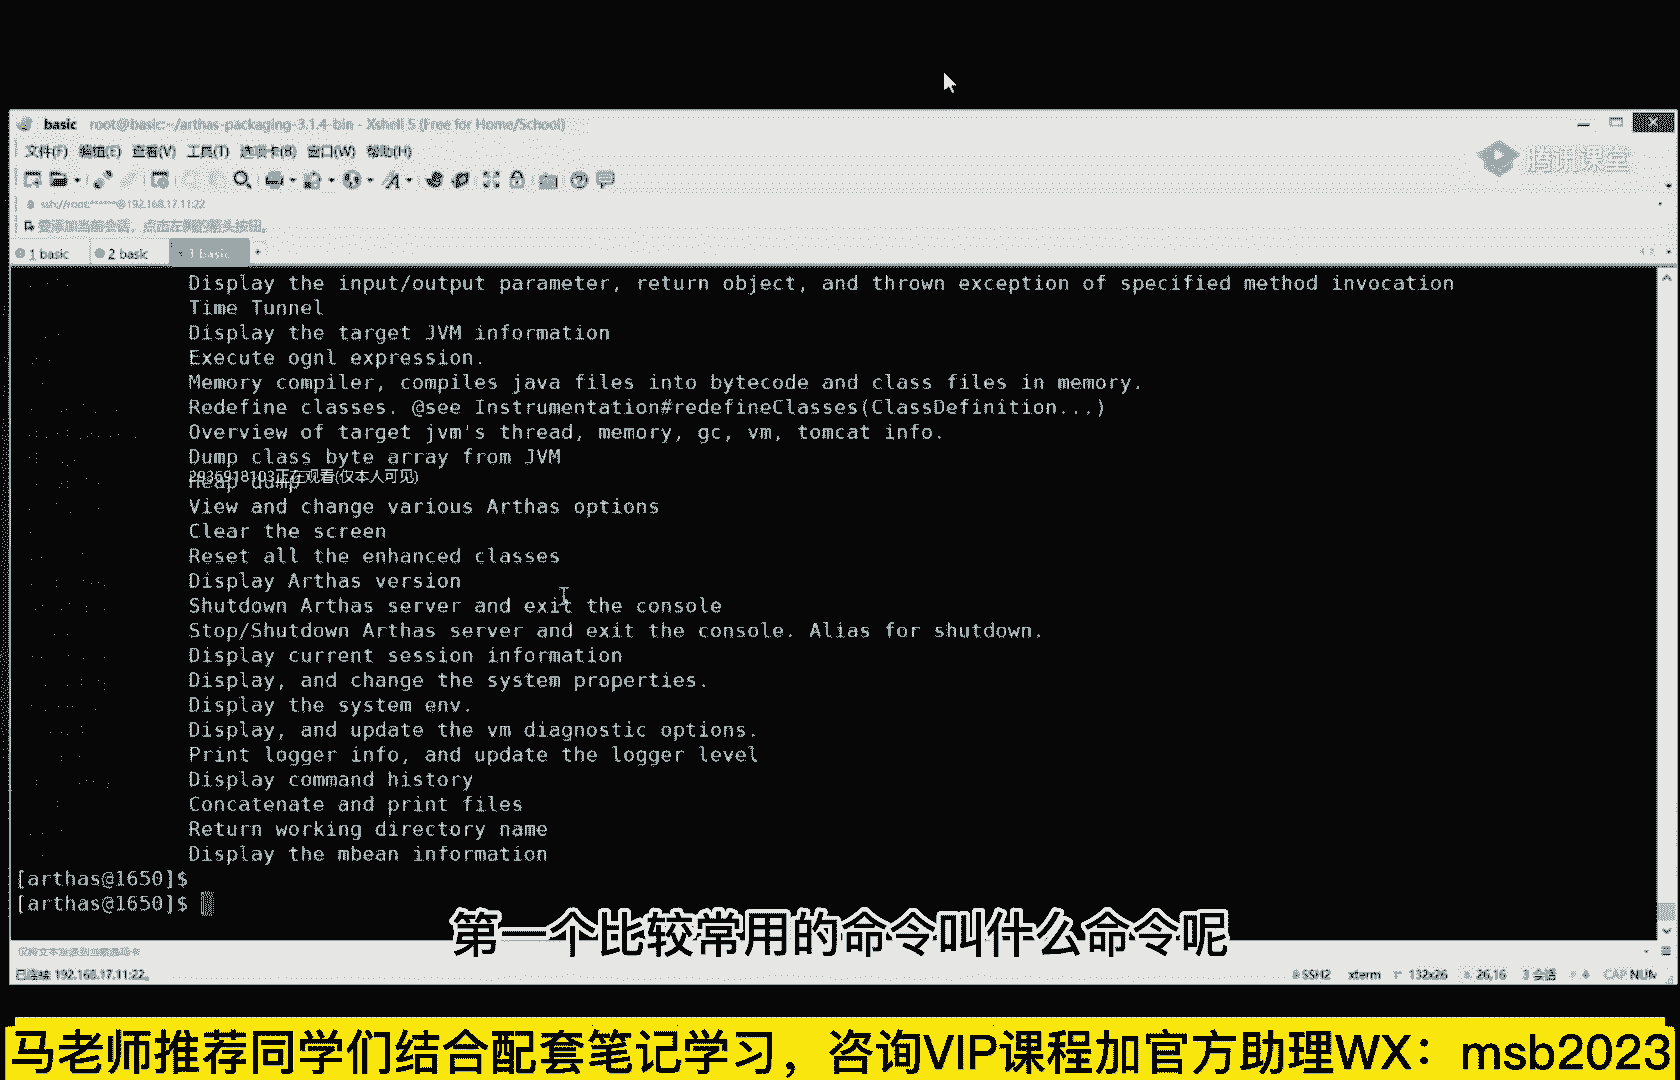 basic root@basic:~/arthas-packaging-3.1.4-bin - Xshell 5 (Free for Home/School)
文件(F) 编辑(E) 查看(V) 工具(T) 选项卡(B) 窗口(W) 帮助(H)
腾讯课堂
ssh://root:******@192.168.17.11:22
要添加当前会话，点击左侧的箭头按钮。
1 basic 2 basic 3 basic
Display the input/output parameter, return object, and thrown exception of specified method invocation
Time Tunnel
Display the target JVM information
Execute ognl expression.
Memory compiler, compiles java files into bytecode and class files in memory.
Redefine classes. @see Instrumentation#redefineClasses(ClassDefinition...)
Overview of target jvm's thread, memory, gc, vm, tomcat info.
Dump class byte array from JVM
2936918103正在观看(仅本人可见)
Heap dump
View and change various Arthas options
Clear the screen
Reset all the enhanced classes
Display Arthas version
Shutdown Arthas server and exit the console
Stop/Shutdown Arthas server and exit the console. Alias for shutdown.
Display current session information
Display, and change the system properties.
Display the system env.
Display, and update the vm diagnostic options.
Print logger info, and update the logger level
Display command history
Concatenate and print files
Return working directory name
Display the mbean information
[arthas@1650]$
[arthas@1650]$
第一个比较常用的命令叫什么命令呢
仅将文本发送到当前选项卡
已连接 192.168.17.11:22。 SSH2 xterm 132x26 26,16 3 会话 CAP NUM
马老师推荐同学们结合配套笔记学习，咨询VIP课程加官方助理WX：msb2023